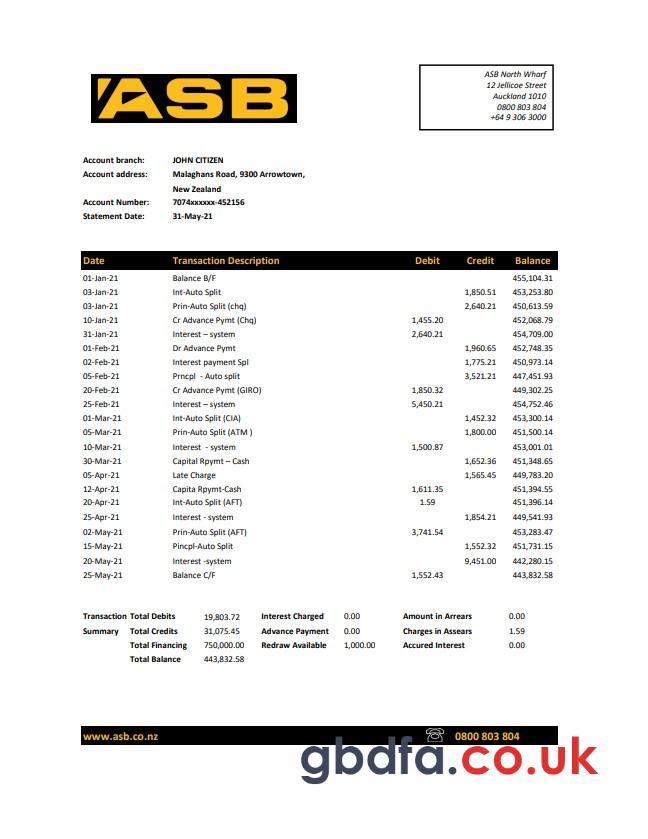 ASB
ASB North Wharf
12 Jellicoe Street
Auckland 1010
0800 803 804
+64 9 306 3000
Account branch: JOHN CITIZEN
Account address: Malaghans Road, 9300 Arrowtown,
New Zealand
Account Number: 7074xxxxxx-452156
Statement Date: 31-May-21
Date Transaction Description Debit Credit Balance
01-Jan-21 Balance B/F 455,104.31
03-Jan-21 Int-Auto Split 1,850.51 453,253.80
03-Jan-21 Prin-Auto Split (chq) 2,640.21 450,613.59
10-Jan-21 Cr Advance Pymt (Chq) 1,455.20 452,068.79
31-Jan-21 Interest – system 2,640.21 454,709.00
01-Feb-21 Dr Advance Pymt 1,960.65 452,748.35
02-Feb-21 Interest payment Spl 1,775.21 450,973.14
05-Feb-21 Prncpl - Auto split 3,521.21 447,451.93
20-Feb-21 Cr Advance Pymt (GIRO) 1,850.32 449,302.25
25-Feb-21 Interest – system 5,450.21 454,752.46
01-Mar-21 Int-Auto Split (CIA) 1,452.32 453,300.14
05-Mar-21 Prin-Auto Split (ATM ) 1,800.00 451,500.14
10-Mar-21 Interest - system 1,500.87 453,001.01
30-Mar-21 Capital Rpymt – Cash 1,652.36 451,348.65
05-Apr-21 Late Charge 1,565.45 449,783.20
12-Apr-21 Capita Rpymt-Cash 1,611.35 451,394.55
20-Apr-21 Int-Auto Split (AFT) 1.59 451,396.14
25-Apr-21 Interest - system 1,854.21 449,541.93
02-May-21 Prin-Auto Split (AFT) 3,741.54 453,283.47
15-May-21 Pincpl-Auto Split 1,552.32 451,731.15
20-May-21 Interest -system 9,451.00 442,280.15
25-May-21 Balance C/F 1,552.43 443,832.58
Transaction Total Debits 19,803.72 Interest Charged 0.00 Amount in Arrears 0.00
Summary Total Credits 31,075.45 Advance Payment 0.00 Charges in Assears 1.59
Total Financing 750,000.00 Redraw Available 1,000.00 Accured Interest 0.00
Total Balance 443,832.58
www.asb.co.nz 0800 803 804
gbdfa.co.uk